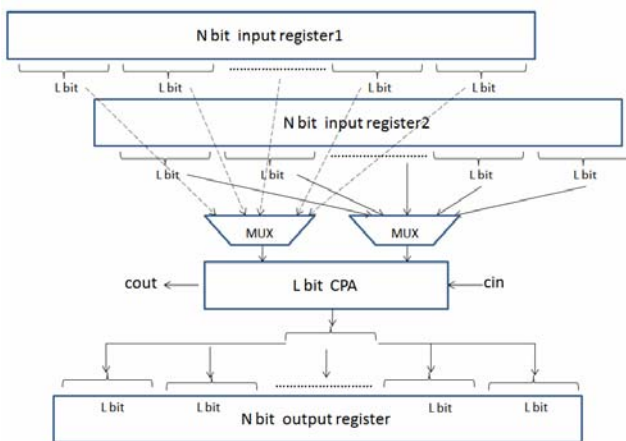 N bit input register1
L bit L bit L bit L bit
N bit input register2
L bit L bit L bit L bit
MUX MUX
cout L bit CPA cin
L bit L bit L bit L bit
N bit output register